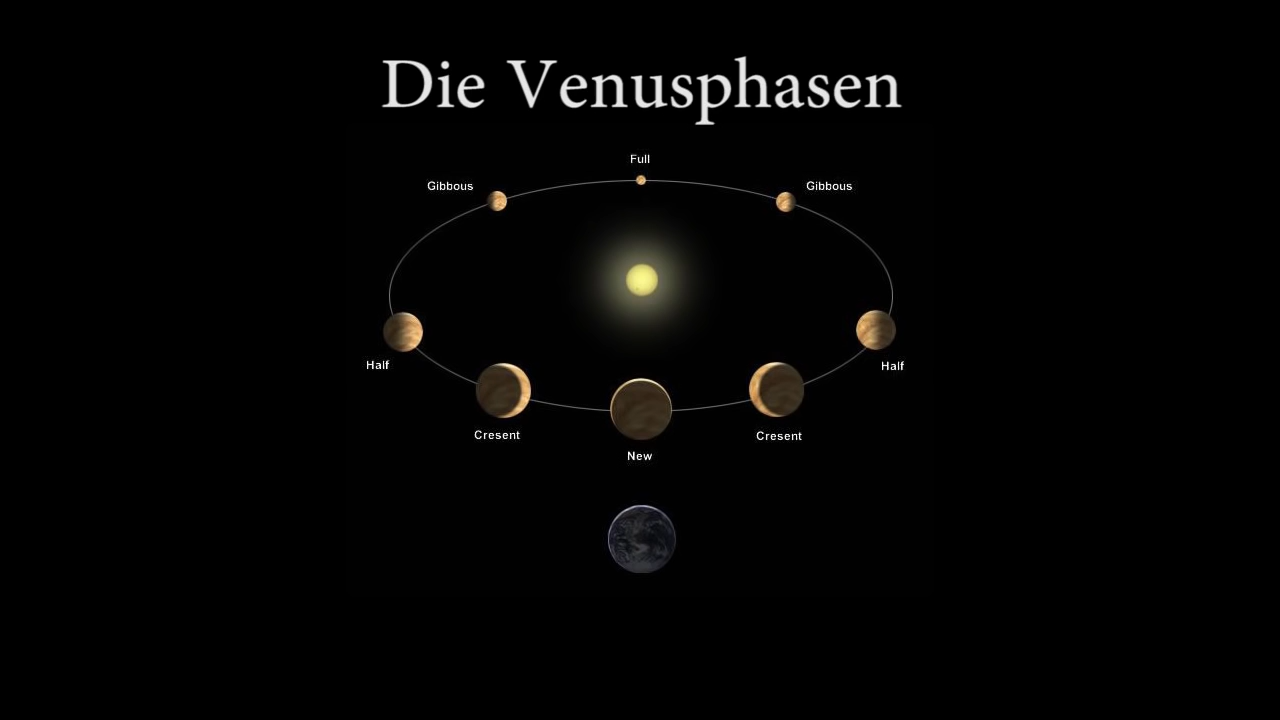 Die Venusphasen
Full
Gibbous
Gibbous
Half
Half
Cresent
Cresent
New